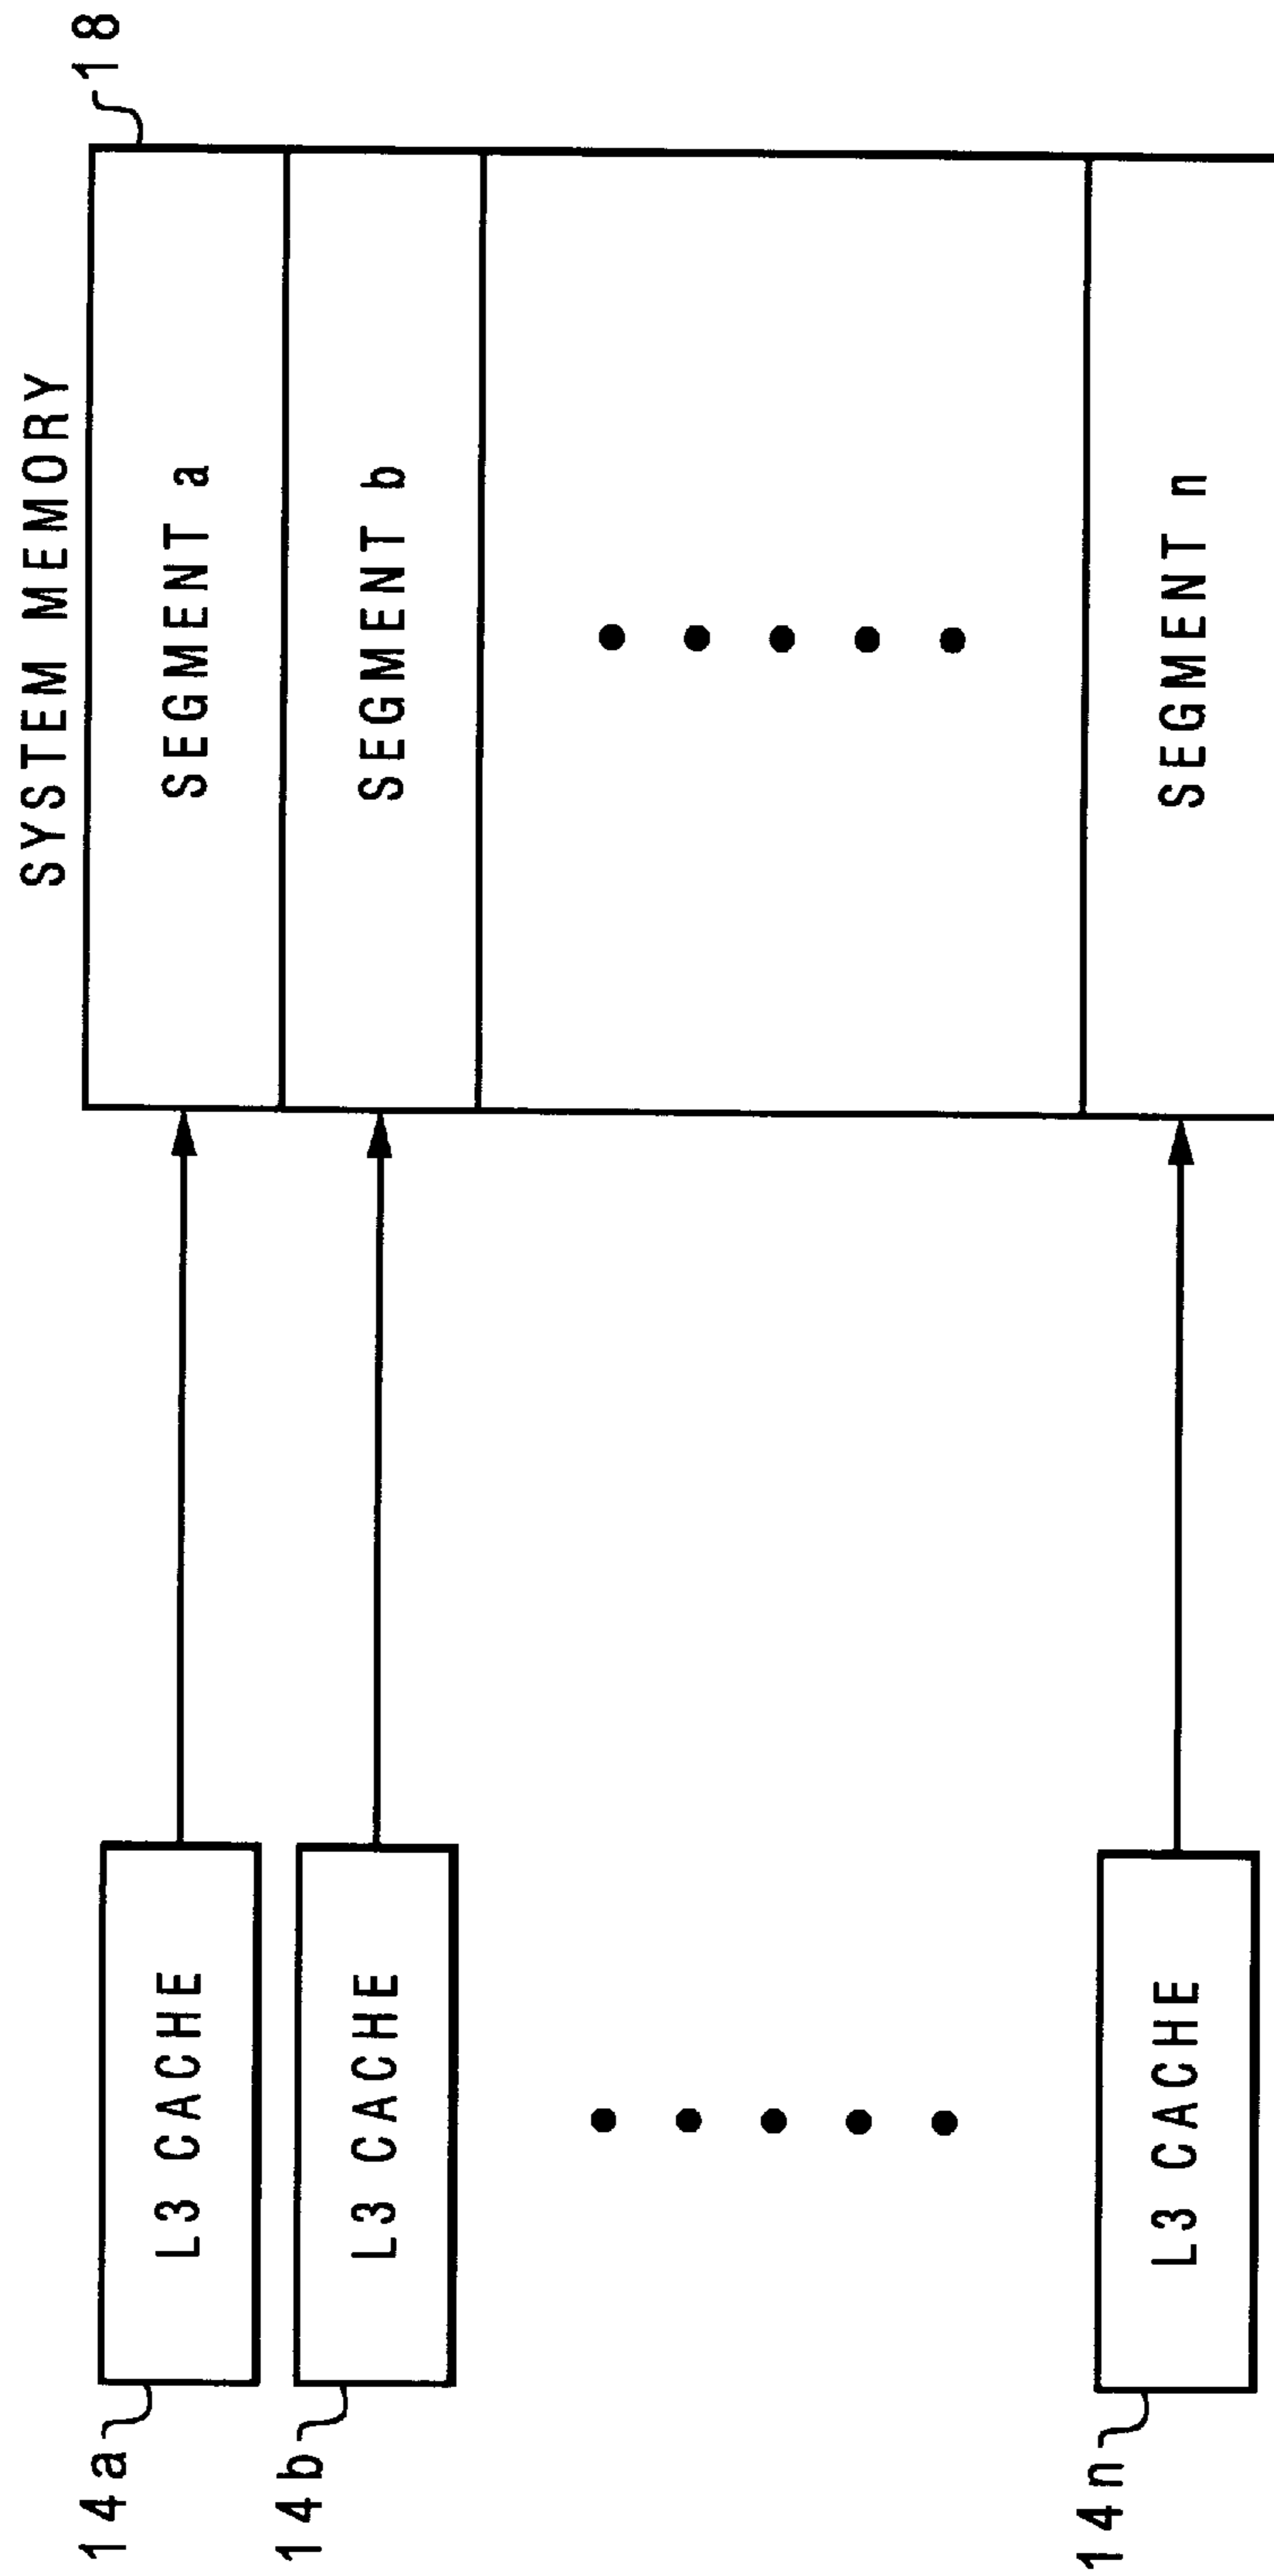 SYSTEM MEMORY
18
14a
L3 CACHE
SEGMENT a
14b
L3 CACHE
SEGMENT b
14n
L3 CACHE
SEGMENT n